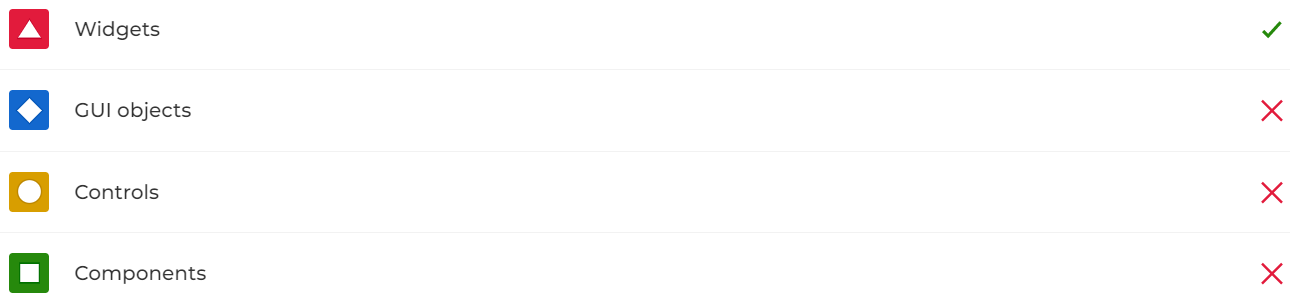 Widgets
GUI objects
Controls
Components